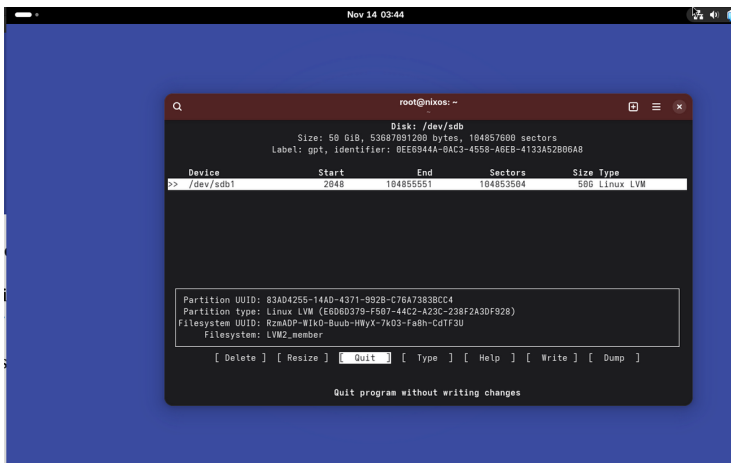 Nov 14 03:44
root@nixos: ~
~
Disk: /dev/sdb
Size: 50 GiB, 53687091200 bytes, 104857600 sectors
Label: gpt, identifier: 0EE6944A-0AC3-4558-A6EB-4133A52B06A8
Device Start End Sectors Size Type
>> /dev/sdb1 2048 104855551 104853504 50G Linux LVM
Partition UUID: 83AD4255-14AD-4371-992B-C76A7383BCC4
Partition type: Linux LVM (E6D6D379-F507-44C2-A23C-238F2A3DF928)
Filesystem UUID: RzmADP-WIkO-Buub-HWyX-7kO3-Fa8h-CdTF3U
Filesystem: LVM2_member
[ Delete ] [ Resize ] [ Quit ] [ Type ] [ Help ] [ Write ] [ Dump ]
Quit program without writing changes